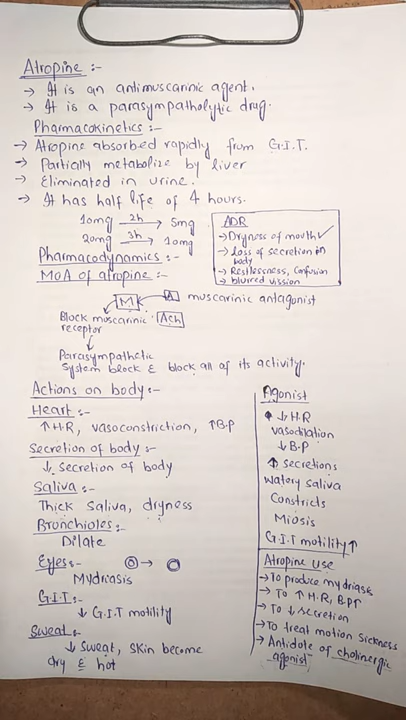 Atropine :-
→ It is an antimuscarinic agent.
→ It is a parasympatholytic drug.
Pharmacokinetics :-
→ Atropine absorbed rapidly from G.I.T.
→ Partially metabolize by liver
→ Eliminated in urine.
→ It has half life of 4 hours.
10mg 2h→ 5mg
20mg 3h→ 10mg
ADR
→ Dryness of mouth ✓
→ Loss of secretion in body
→ Restlessness, Confusion
→ blurred vission
Pharmacodynamics :-
MoA of atropine :-
M ← A muscarinic antagonist
Block muscarinic receptor
Ach
Parasympathetic
System block & block all of its activity.
Actions on body :-
Heart :-
↑ H.R, vasoconstriction, ↑B.P
Secretion of body :-
↓ secretion of body
Saliva :-
Thick Saliva, dryness
Bronchioles :-
Dilate
Eyes :-
Mydriasis
G.I.T :-
↓ G.I.T motility
Sweat :-
↓ Sweat, Skin become
dry & hot
Agonist
↓ H.R
vasodilation
↓ B.P
↑ secretions
watery saliva
Constricts
Miosis
G.I.T motility ↑
Atropine use
→ To produce mydriasis
→ To ↑ H.R, B.P↑
→ To ↓ secretion
→ To treat motion sickness
→ Antidote of cholinergic
agonist